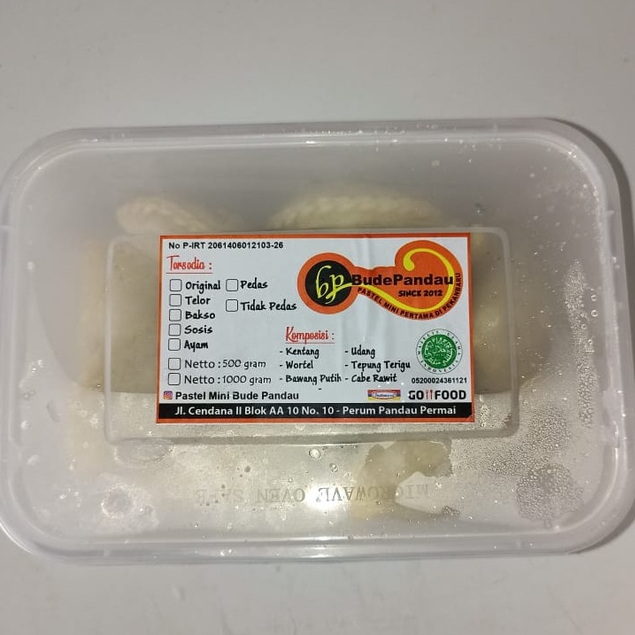 No P-IRT 2061406012103-26
Tersedia :
Original
Telor
Bakso
Sosis
Ayam
Pedas
Tidak Pedas
Netto : 500 gram
Netto : 1000 gram
bp BudePandau
SINCE 2012
PASTEL MINI PERTAMA DI PEKANBARU
Komposisi :
- Kentang
- Wortel
- Bawang Putih
- Udang
- Tepung Terigu
- Cabe Rawit
05200024361121
Pastel Mini Bude Pandau
GO FOOD
Jl. Cendana II Blok AA 10 No. 10 - Perum Pandau Permai
MICROWAVE OVEN SAFE